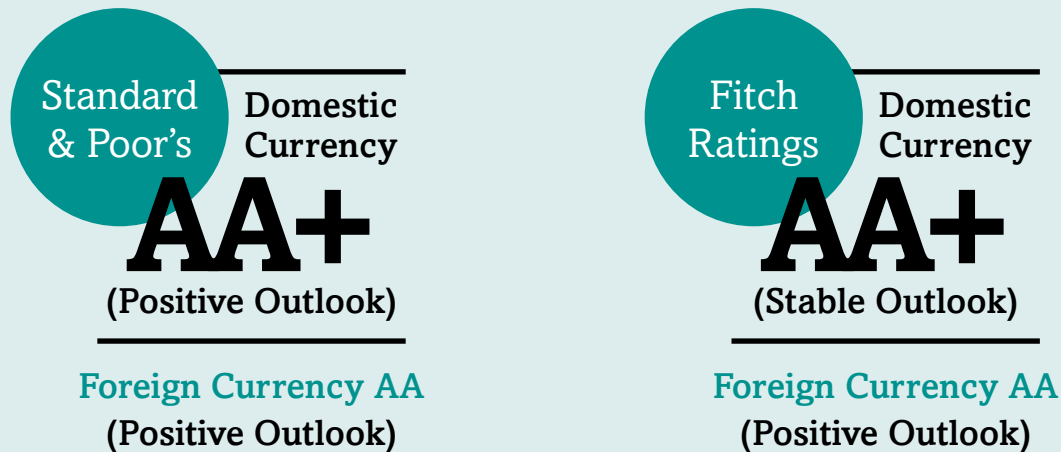 Standard
& Poor’s
Domestic
Currency
AA+
(Positive Outlook)
Foreign Currency AA
(Positive Outlook)
Fitch
Ratings
Domestic
Currency
AA+
(Stable Outlook)
Foreign Currency AA
(Positive Outlook)